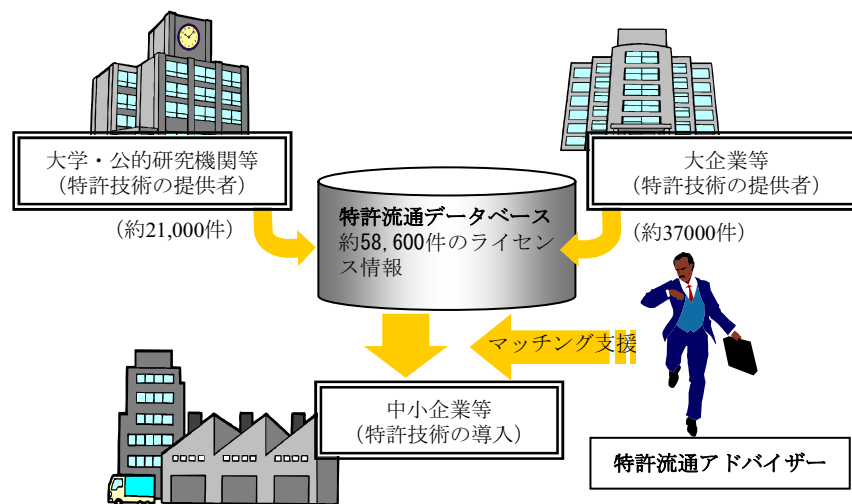 大学・公的研究機関等
（特許技術の提供者）
（約21,000件）
大企業等
（特許技術の提供者）
（約37000件）
特許流通データベース
約58,600件のライセン
ス情報
マッチング支援
中小企業等
（特許技術の導入）
特許流通アドバイザー